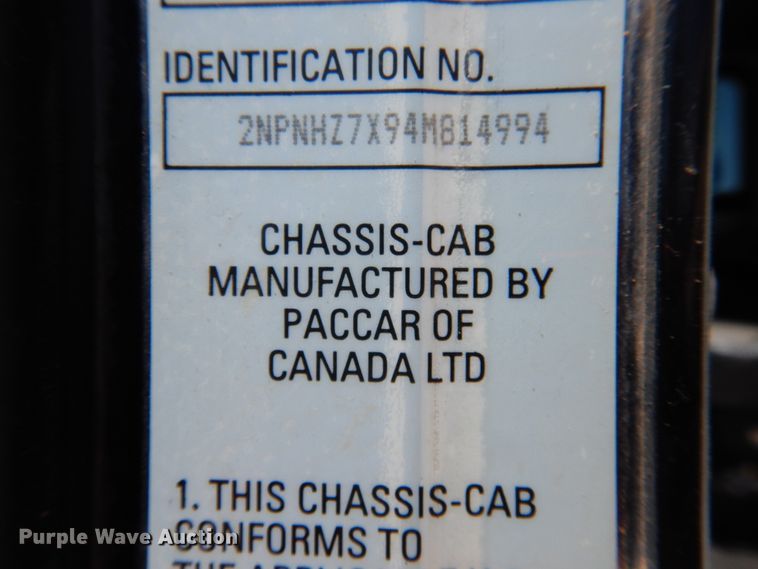 IDENTIFICATION NO.
2NPNHZ7X94M814994
CHASSIS-CAB
MANUFACTURED BY
PACCAR OF
CANADA LTD
1. THIS CHASSIS-CAB
CONFORMS TO
Purple Wave Auction